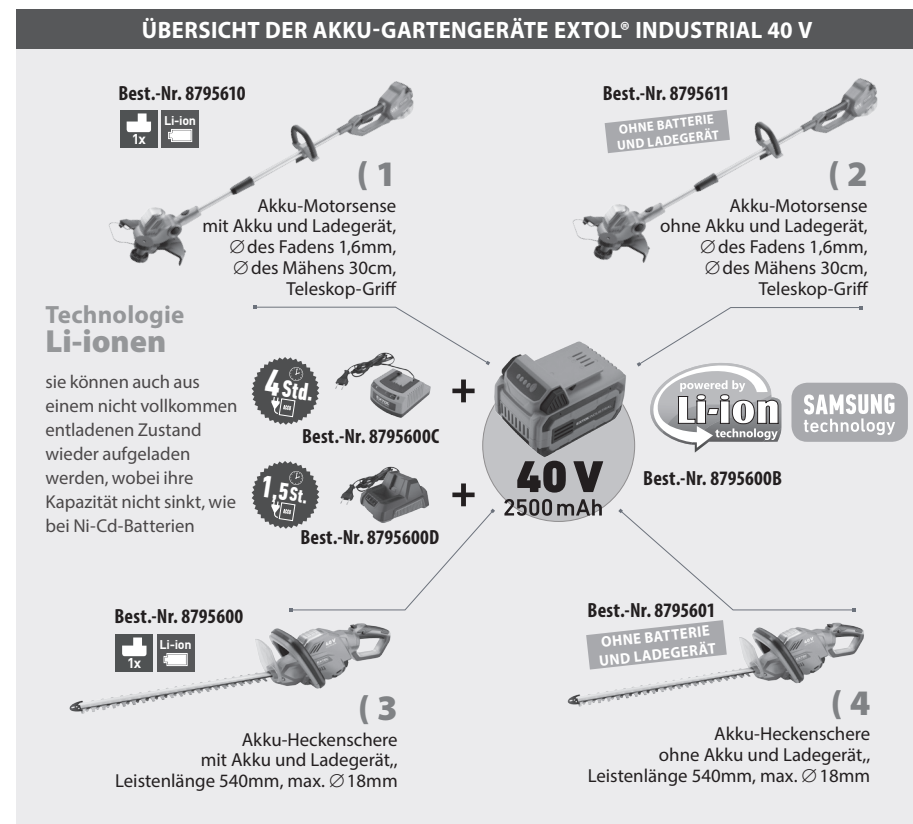 ÜBERSICHT DER AKKU-GARTENGERÄTE EXTOL® INDUSTRIAL 40 V
Best.-Nr. 8795610
1x
Li-ion
( 1
Akku-Motorsense
mit Akku und Ladegerät,
∅ des Fadens 1,6mm,
∅ des Mähens 30cm,
Teleskop-Griff
Best.-Nr. 8795611
OHNE BATTERIE
UND LADEGERÄT
( 2
Akku-Motorsense
ohne Akku und Ladegerät,
∅ des Fadens 1,6mm,
∅ des Mähens 30cm,
Teleskop-Griff
Technologie
Li-ionen
sie können auch aus
einem nicht vollkommen
entladenen Zustand
wieder aufgeladen
werden, wobei ihre
Kapazität nicht sinkt, wie
bei Ni-Cd-Batterien
4 Std.
+
Best.-Nr. 8795600C
1,5St.
+
Best.-Nr. 8795600D
40 V
2500 mAh
powered by
Li-ion
technology
SAMSUNG
technology
Best.-Nr. 8795600B
Best.-Nr. 8795600
1x
Li-ion
( 3
Akku-Heckenschere
mit Akku und Ladegerät,,
Leistenlänge 540mm, max. ∅ 18mm
Best.-Nr. 8795601
OHNE BATTERIE
UND LADEGERÄT
( 4
Akku-Heckenschere
ohne Akku und Ladegerät,,
Leistenlänge 540mm, max. ∅ 18mm